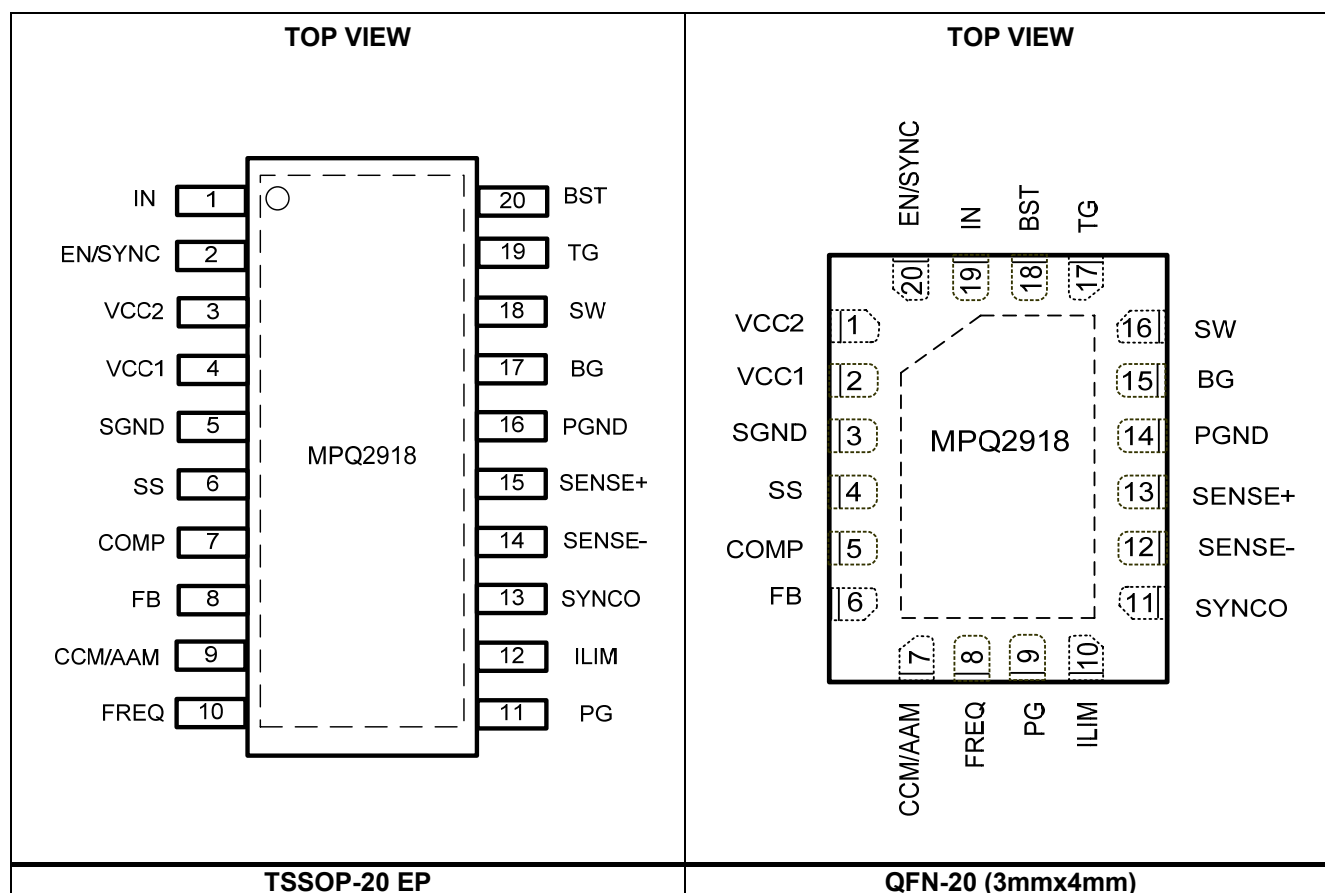 TOP VIEW
IN 1
EN/SYNC 2
VCC2 3
VCC1 4
SGND 5
SS 6
COMP 7
FB 8
CCM/AAM 9
FREQ 10
MPQ2918
20 BST
19 TG
18 SW
17 BG
16 PGND
15 SENSE+
14 SENSE-
13 SYNCO
12 ILIM
11 PG
TSSOP-20 EP
TOP VIEW
EN/SYNC 20
IN 19
BST 18
TG 17
VCC2 1
VCC1 2
SGND 3
SS 4
COMP 5
FB 6
MPQ2918
16 SW
15 BG
14 PGND
13 SENSE+
12 SENSE-
11 SYNCO
7 CCM/AAM
8 FREQ
9 PG
10 ILIM
QFN-20 (3mmx4mm)